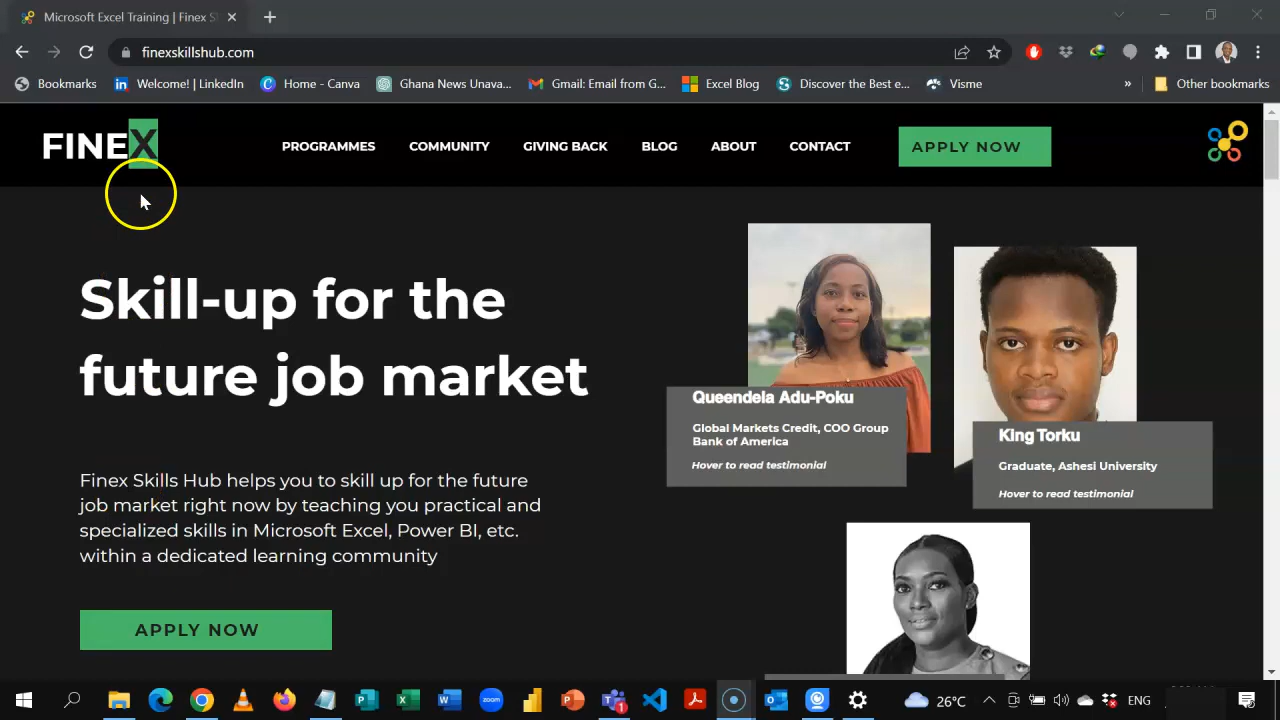 Microsoft Excel Training | Finex S
finexskillshub.com
Bookmarks
Welcome! | LinkedIn
Home - Canva
Ghana News Unava...
Gmail: Email from G...
Excel Blog
Discover the Best e...
Visme
»
Other bookmarks
FINEX
PROGRAMMES
COMMUNITY
GIVING BACK
BLOG
ABOUT
CONTACT
APPLY NOW
Skill-up for the
future job market
Queendela Adu-Poku
Global Markets Credit, COO Group
Bank of America
Hover to read testimonial
King Torku
Graduate, Ashesi University
Hover to read testimonial
Finex Skills Hub helps you to skill up for the future
job market right now by teaching you practical and
specialized skills in Microsoft Excel, Power BI, etc.
within a dedicated learning community
APPLY NOW
zoom
1
26°C
ENG